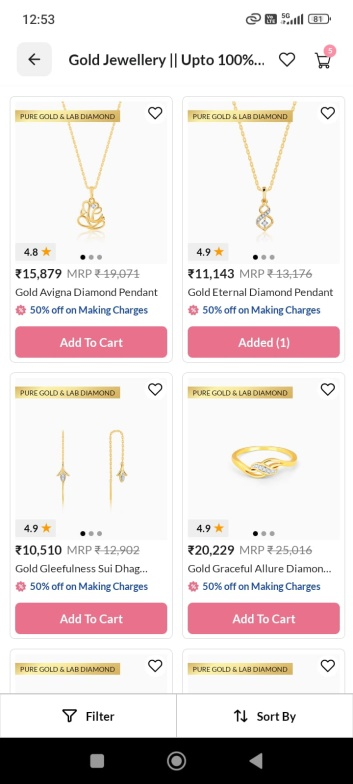 12:53
5G
81
Gold Jewellery || Upto 100%...
5
PURE GOLD & LAB DIAMOND
4.8 ★
₹15,879 MRP ₹19,071
Gold Avigna Diamond Pendant
50% off on Making Charges
Add To Cart
PURE GOLD & LAB DIAMOND
4.9 ★
₹11,143 MRP ₹13,176
Gold Eternal Diamond Pendant
50% off on Making Charges
Added (1)
PURE GOLD & LAB DIAMOND
4.9 ★
₹10,510 MRP ₹12,902
Gold Gleefulness Sui Dhag...
50% off on Making Charges
Add To Cart
PURE GOLD & LAB DIAMOND
4.9 ★
₹20,229 MRP ₹25,016
Gold Graceful Allure Diamon...
50% off on Making Charges
Add To Cart
PURE GOLD & LAB DIAMOND
PURE GOLD & LAB DIAMOND
Filter
Sort By